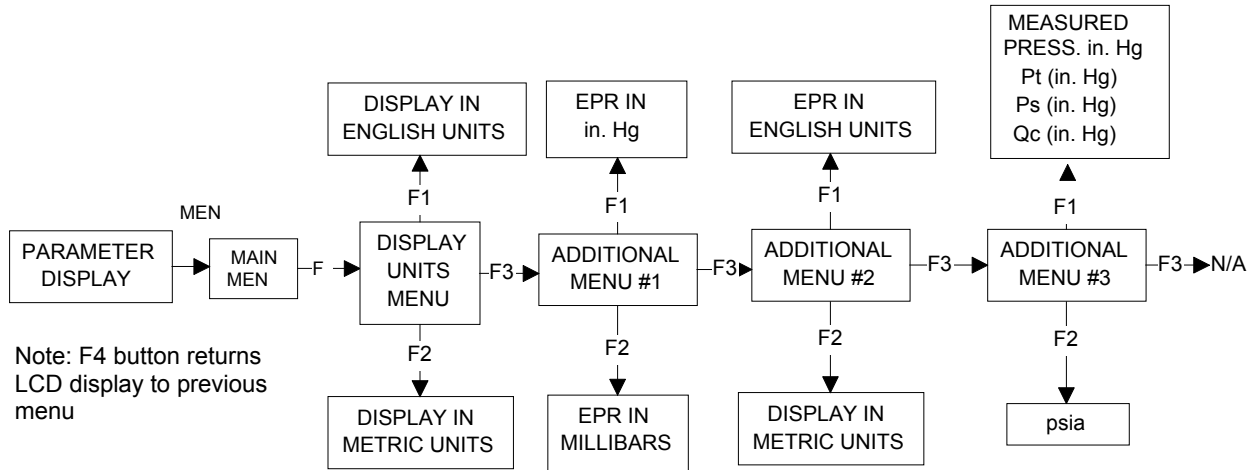 MEASURED
PRESS. in. Hg
Pt (in. Hg)
Ps (in. Hg)
Qc (in. Hg)
DISPLAY IN
ENGLISH UNITS
EPR IN
in. Hg
EPR IN
ENGLISH UNITS
F1
F1
F1
F1
MEN
PARAMETER
DISPLAY
MAIN
MEN
F
DISPLAY
UNITS
MENU
F3
ADDITIONAL
MENU #1
F3
ADDITIONAL
MENU #2
F3
ADDITIONAL
MENU #3
F3
N/A
F2
F2
F2
F2
Note: F4 button returns
LCD display to previous
menu
DISPLAY IN
METRIC UNITS
EPR IN
MILLIBARS
DISPLAY IN
METRIC UNITS
psia